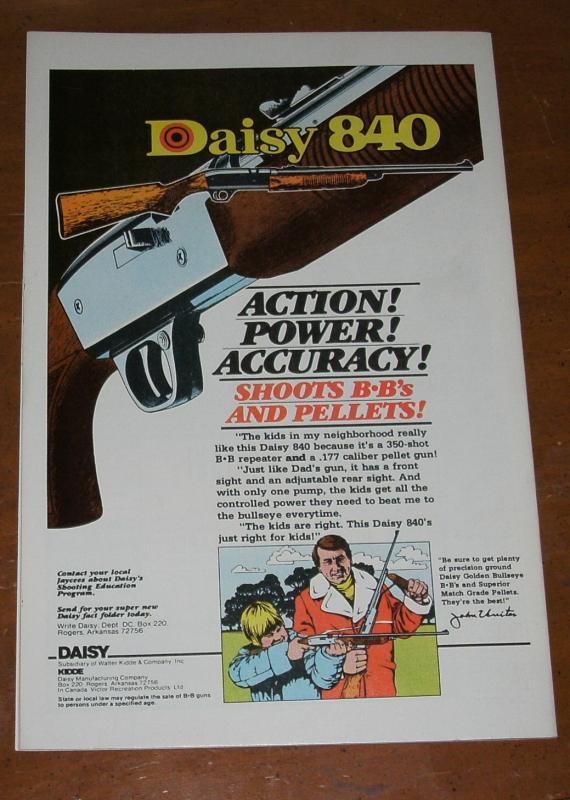 Daisy 840
ACTION!
POWER!
ACCURACY!
SHOOTS B•B's
AND PELLETS!
"The kids in my neighborhood really
like this Daisy 840 because it's a 350-shot
B•B repeater and a .177 caliber pellet gun!
"Just like Dad's gun, it has a front
sight and an adjustable rear sight. And
with only one pump, the kids get all the
controlled power they need to beat me to
the bullseye everytime.
"The kids are right. This Daisy 840's
just right for kids!"
"Be sure to get plenty
of precision ground
Daisy Golden Bullseye
B•B's and Superior
Match Grade Pellets.
They're the best!"
John Unitas
Contact your local
Jaycees about Daisy's
Shooting Education
Program.
Send for your super new
Daisy fact folder today.
Write Daisy, Dept. DC, Box 220,
Rogers, Arkansas 72756
DAISY
Subsidiary of Walter Kidde & Company, Inc.
KIDDE
Daisy Manufacturing Company
Box 220, Rogers, Arkansas 72756
In Canada: Victor Recreation Products, Ltd.
State or local law may regulate the sale of B•B guns
to persons under a specified age.